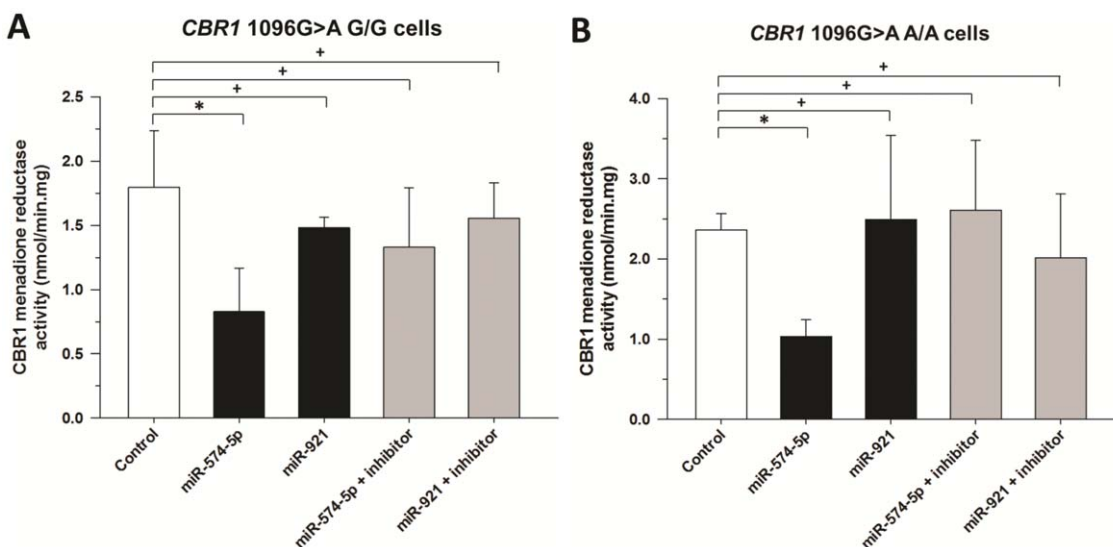 A
CBR1 1096G>A G/G cells
+
+
+
*
CBR1 menadione reductase
activity (nmol/min.mg)
2.5
2.0
1.5
1.0
0.5
0.0
Control
miR-574-5p
miR-921
miR-574-5p + inhibitor
miR-921 + inhibitor
B
CBR1 1096G>A A/A cells
+
+
+
*
CBR1 menadione reductase
activity (nmol/min.mg)
4.0
3.0
2.0
1.0
0.0
Control
miR-574-5p
miR-921
miR-574-5p + inhibitor
miR-921 + inhibitor